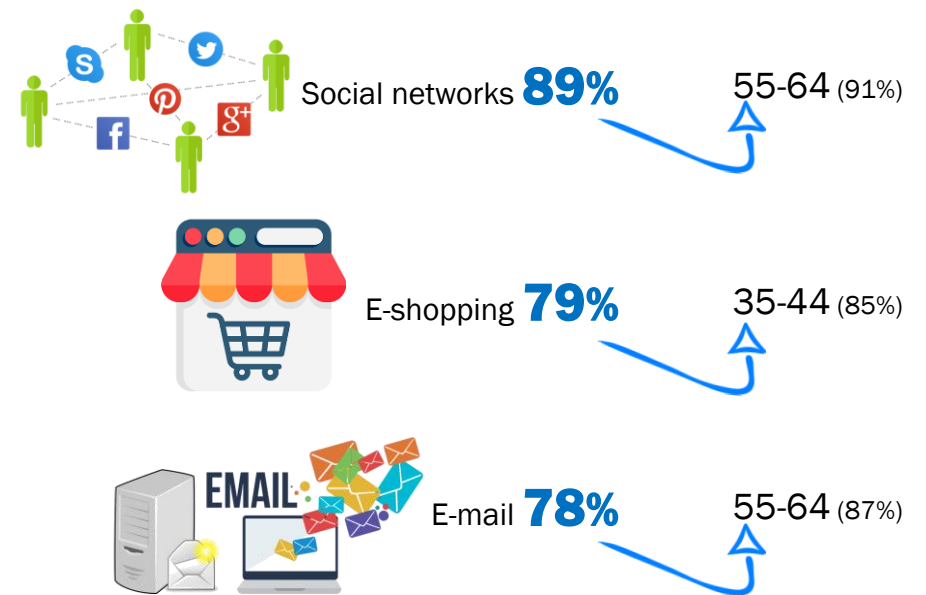 Social networks 89% 55-64 (91%)
E-shopping 79% 35-44 (85%)
EMAIL
E-mail 78% 55-64 (87%)